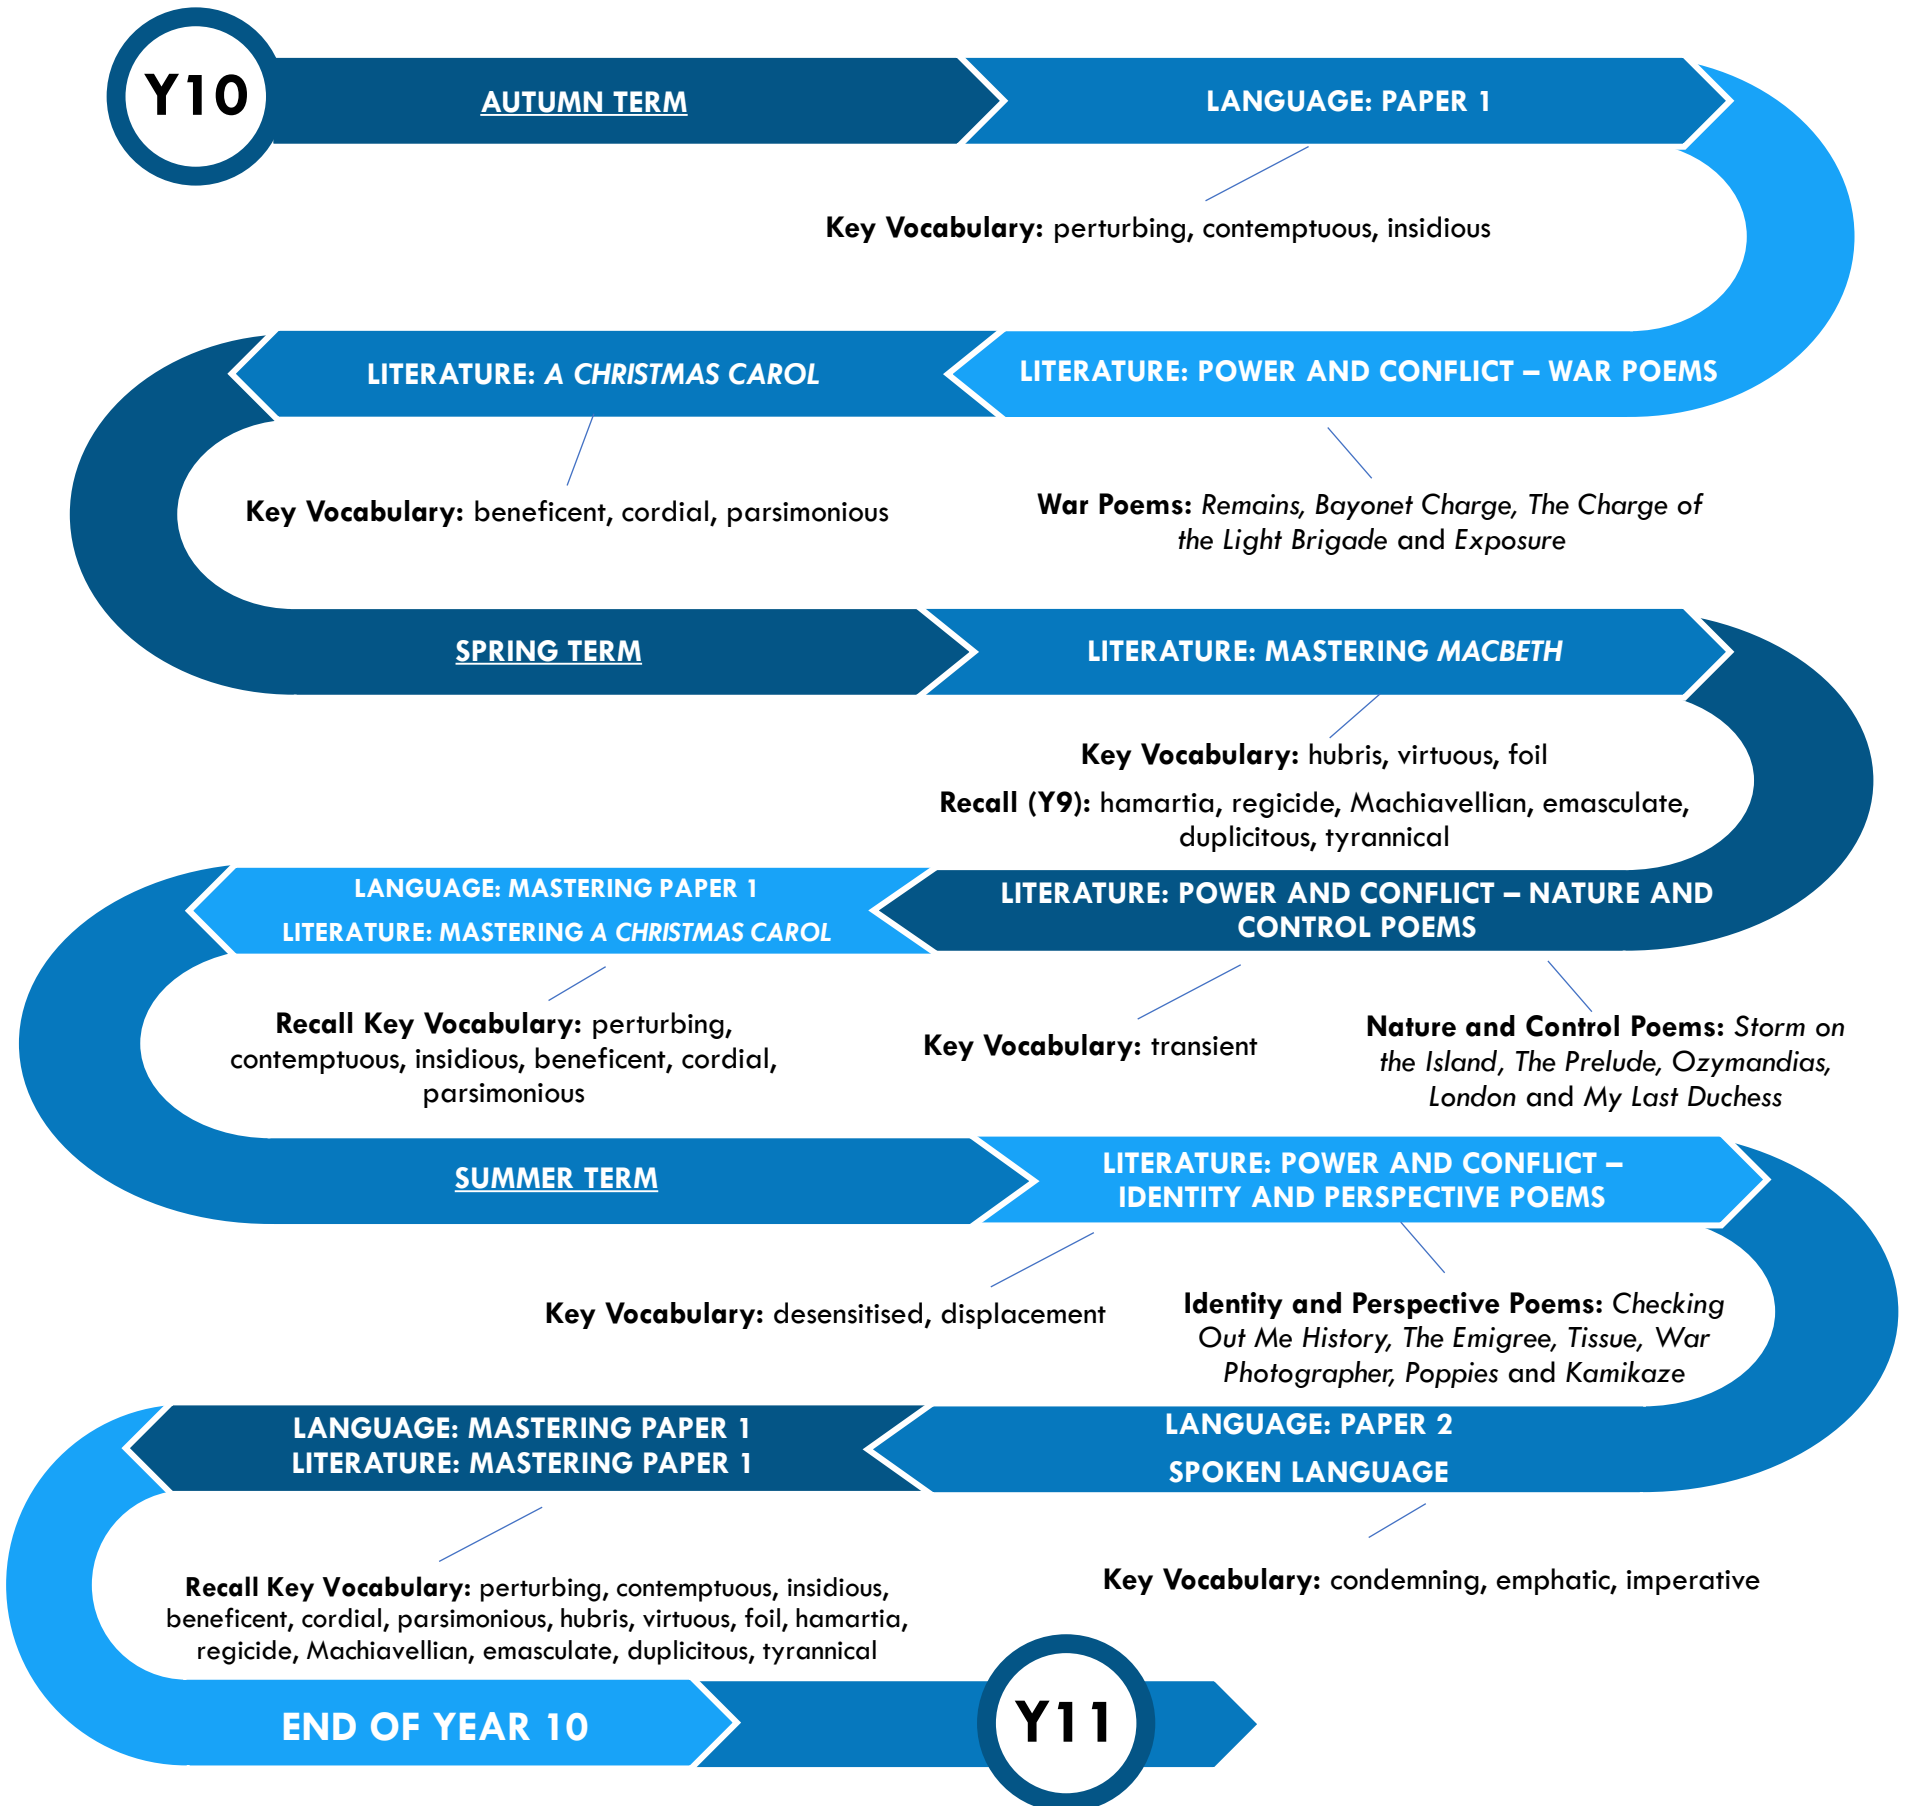 Y10
AUTUMN TERM
LANGUAGE: PAPER 1
Key Vocabulary: perturbing, contemptuous, insidious
LITERATURE: POWER AND CONFLICT – WAR POEMS
War Poems: Remains, Bayonet Charge, The Charge of
the Light Brigade and Exposure
LITERATURE: A CHRISTMAS CAROL
Key Vocabulary: beneficent, cordial, parsimonious
SPRING TERM
LITERATURE: MASTERING MACBETH
Key Vocabulary: hubris, virtuous, foil
Recall (Y9): hamartia, regicide, Machiavellian, emasculate,
duplicitous, tyrannical
LITERATURE: POWER AND CONFLICT – NATURE AND
CONTROL POEMS
Nature and Control Poems: Storm on
the Island, The Prelude, Ozymandias,
London and My Last Duchess
Key Vocabulary: transient
LANGUAGE: MASTERING PAPER 1
LITERATURE: MASTERING A CHRISTMAS CAROL
Recall Key Vocabulary: perturbing,
contemptuous, insidious, beneficent, cordial,
parsimonious
SUMMER TERM
LITERATURE: POWER AND CONFLICT –
IDENTITY AND PERSPECTIVE POEMS
Key Vocabulary: desensitised, displacement
Identity and Perspective Poems: Checking
Out Me History, The Emigree, Tissue, War
Photographer, Poppies and Kamikaze
LANGUAGE: PAPER 2
SPOKEN LANGUAGE
Key Vocabulary: condemning, emphatic, imperative
LANGUAGE: MASTERING PAPER 1
LITERATURE: MASTERING PAPER 1
Recall Key Vocabulary: perturbing, contemptuous, insidious,
beneficent, cordial, parsimonious, hubris, virtuous, foil, hamartia,
regicide, Machiavellian, emasculate, duplicitous, tyrannical
END OF YEAR 10
Y11